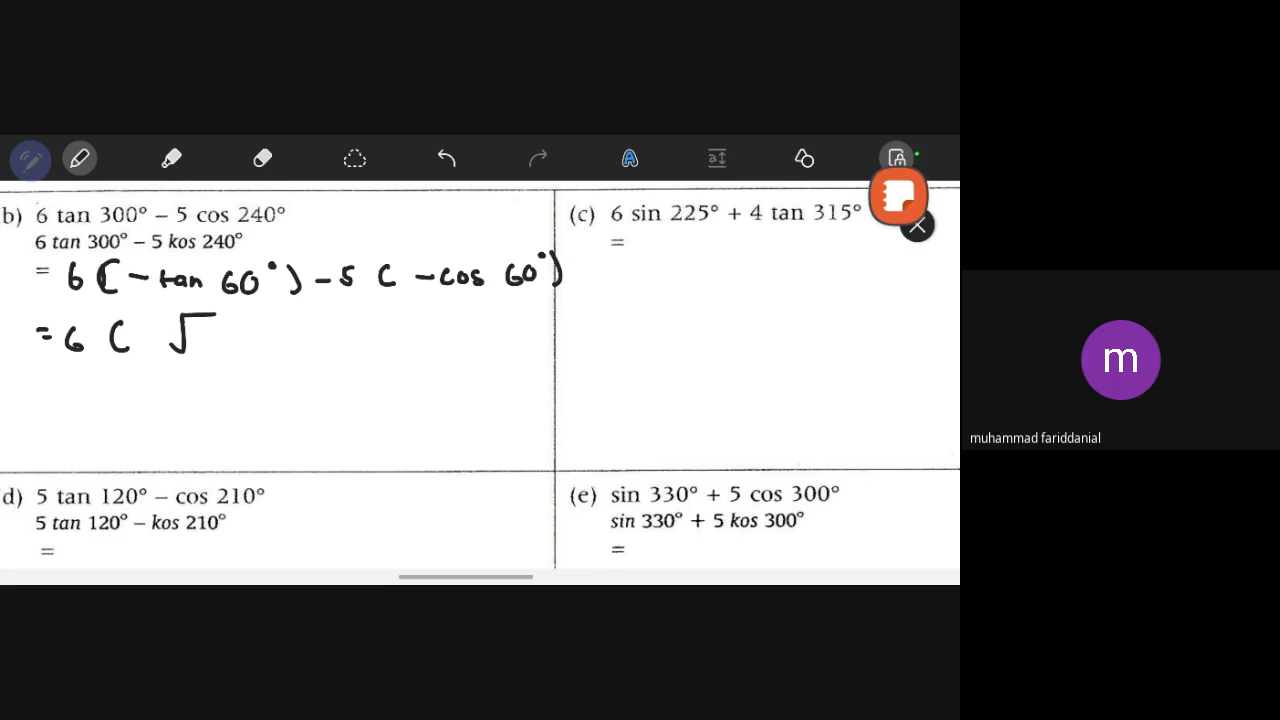 b) 6 tan 300° – 5 cos 240°
6 tan 300° – 5 kos 240°
= 6 ( – tan 60° ) – 5 ( – cos 60° )
= 6 ( √
(c) 6 sin 225° + 4 tan 315°
=
d) 5 tan 120° – cos 210°
5 tan 120° – kos 210°
=
(e) sin 330° + 5 cos 300°
sin 330° + 5 kos 300°
=
m
muhammad fariddanial